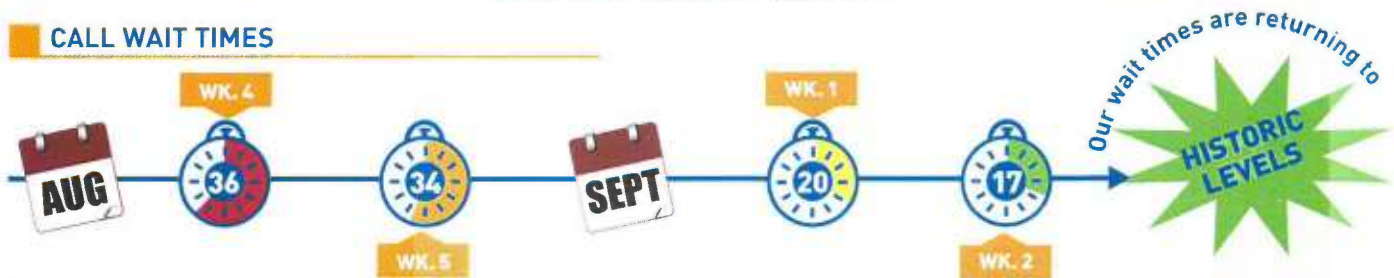 CALL WAIT TIMES
Our wait times are returning to
HISTORIC
LEVELS
WK. 4
WK. 1
AUG
36
34
SEPT
20
17
WK. 5
WK. 2